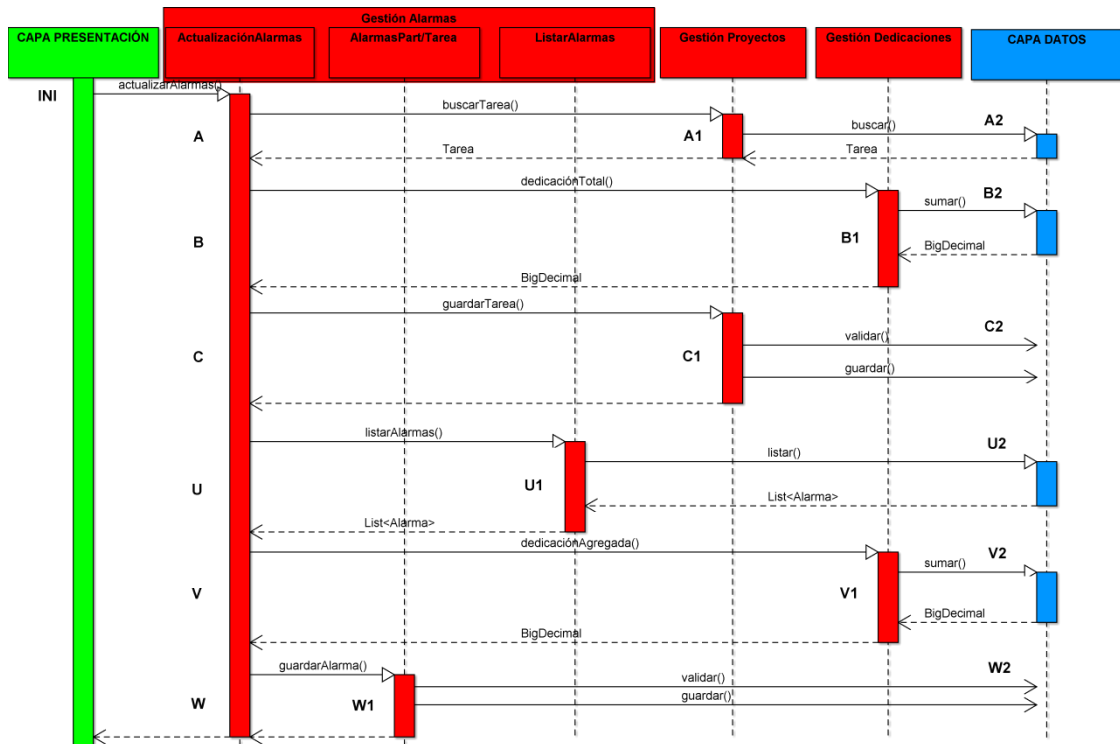 Gestión Alarmas
CAPA PRESENTACIÓN
ActualizaciónAlarmas
AlarmasPart/Tarea
ListarAlarmas
Gestión Proyectos
Gestión Dedicaciones
CAPA DATOS
INI
actualizarAlarmas()
buscarTarea()
A
A1
buscar()
A2
Tarea
Tarea
dedicaciónTotal()
sumar()
B2
B
B1
BigDecimal
BigDecimal
guardarTarea()
C
C1
validar()
C2
guardar()
listarAlarmas()
listar()
U2
U
U1
List<Alarma>
List<Alarma>
dedicaciónAgregada()
sumar()
V2
V
V1
BigDecimal
BigDecimal
guardarAlarma()
validar()
W2
guardar()
W
W1